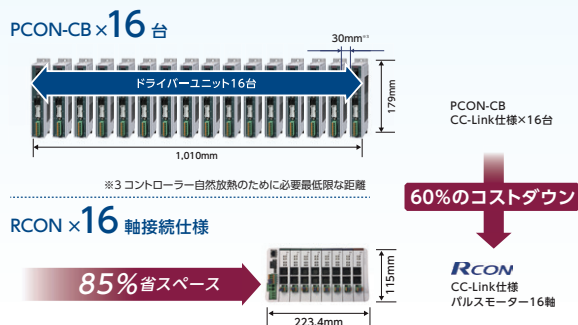 PCON-CB×16 台
30mm※3
ドライバーユニット16台
179mm
1,010mm
※3 コントローラー自然放熱のために必要最低限な距離
PCON-CB
CC-Link仕様×16台
60%のコストダウン
RCON ×16 軸接続仕様
85%省スペース
115mm
223.4mm
RCON
CC-Link仕様
パルスモーター16軸